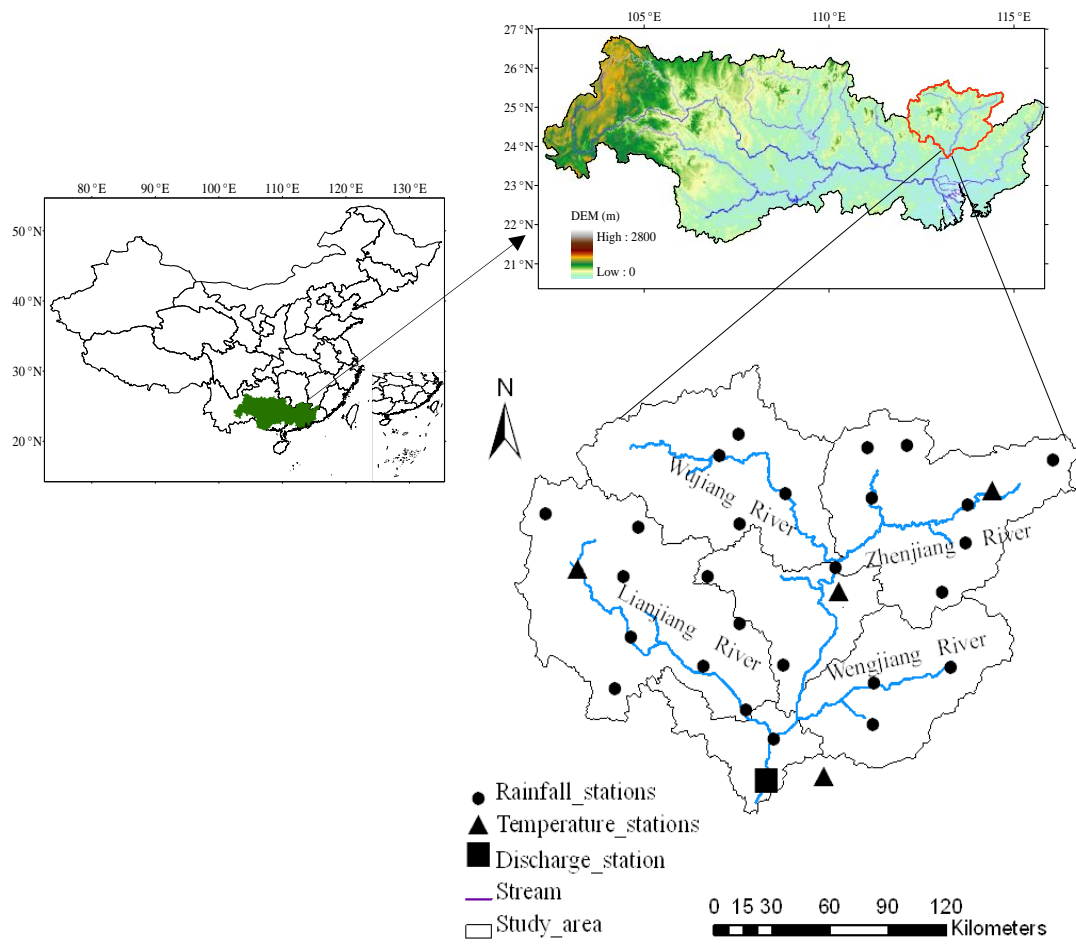 105°E 110°E 115°E
27°N
26°N
25°N
24°N
23°N
22°N
21°N
DEM (m)
High : 2800
Low : 0
80°E 90°E 100°E 110°E 120°E 130°E
50°N
40°N
30°N
20°N
N
Wujiang River
Zhenjiang River
Lianjiang River
Wengjiang River
Rainfall_stations
Temperature_stations
Discharge_station
Stream
Study_area
0 15 30 60 90 120
Kilometers